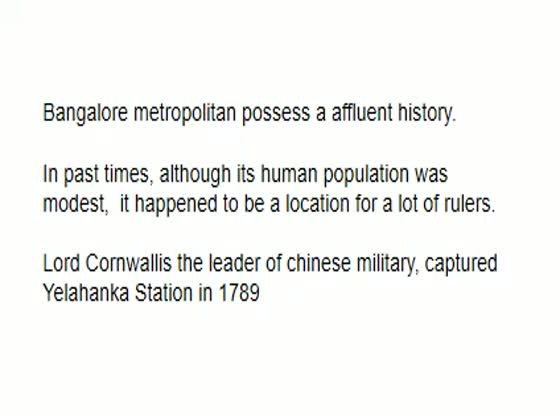 Bangalore metropolitan possess a affluent history.
In past times, although its human population was
modest,  it happened to be a location for a lot of rulers.
Lord Cornwallis the leader of chinese military, captured
Yelahanka Station in 1789